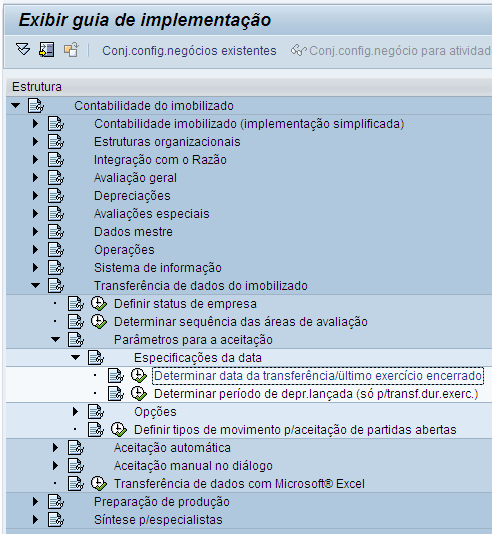 Exibir guia de implementação
Conj.config.negócios existentes
Conj.config.negócio para atividad
Estrutura
Contabilidade do imobilizado
Contabilidade imobilizado (implementação simplificada)
Estruturas organizacionais
Integração com o Razão
Avaliação geral
Depreciações
Avaliações especiais
Dados mestre
Operações
Sistema de informação
Transferência de dados do imobilizado
Definir status de empresa
Determinar sequência das áreas de avaliação
Parâmetros para a aceitação
Especificações da data
Determinar data da transferência/último exercício encerrado
Determinar período de depr.lançada (só p/transf.dur.exerc.)
Opções
Definir tipos de movimento p/aceitação de partidas abertas
Aceitação automática
Aceitação manual no diálogo
Transferência de dados com Microsoft® Excel
Preparação de produção
Síntese p/especialistas